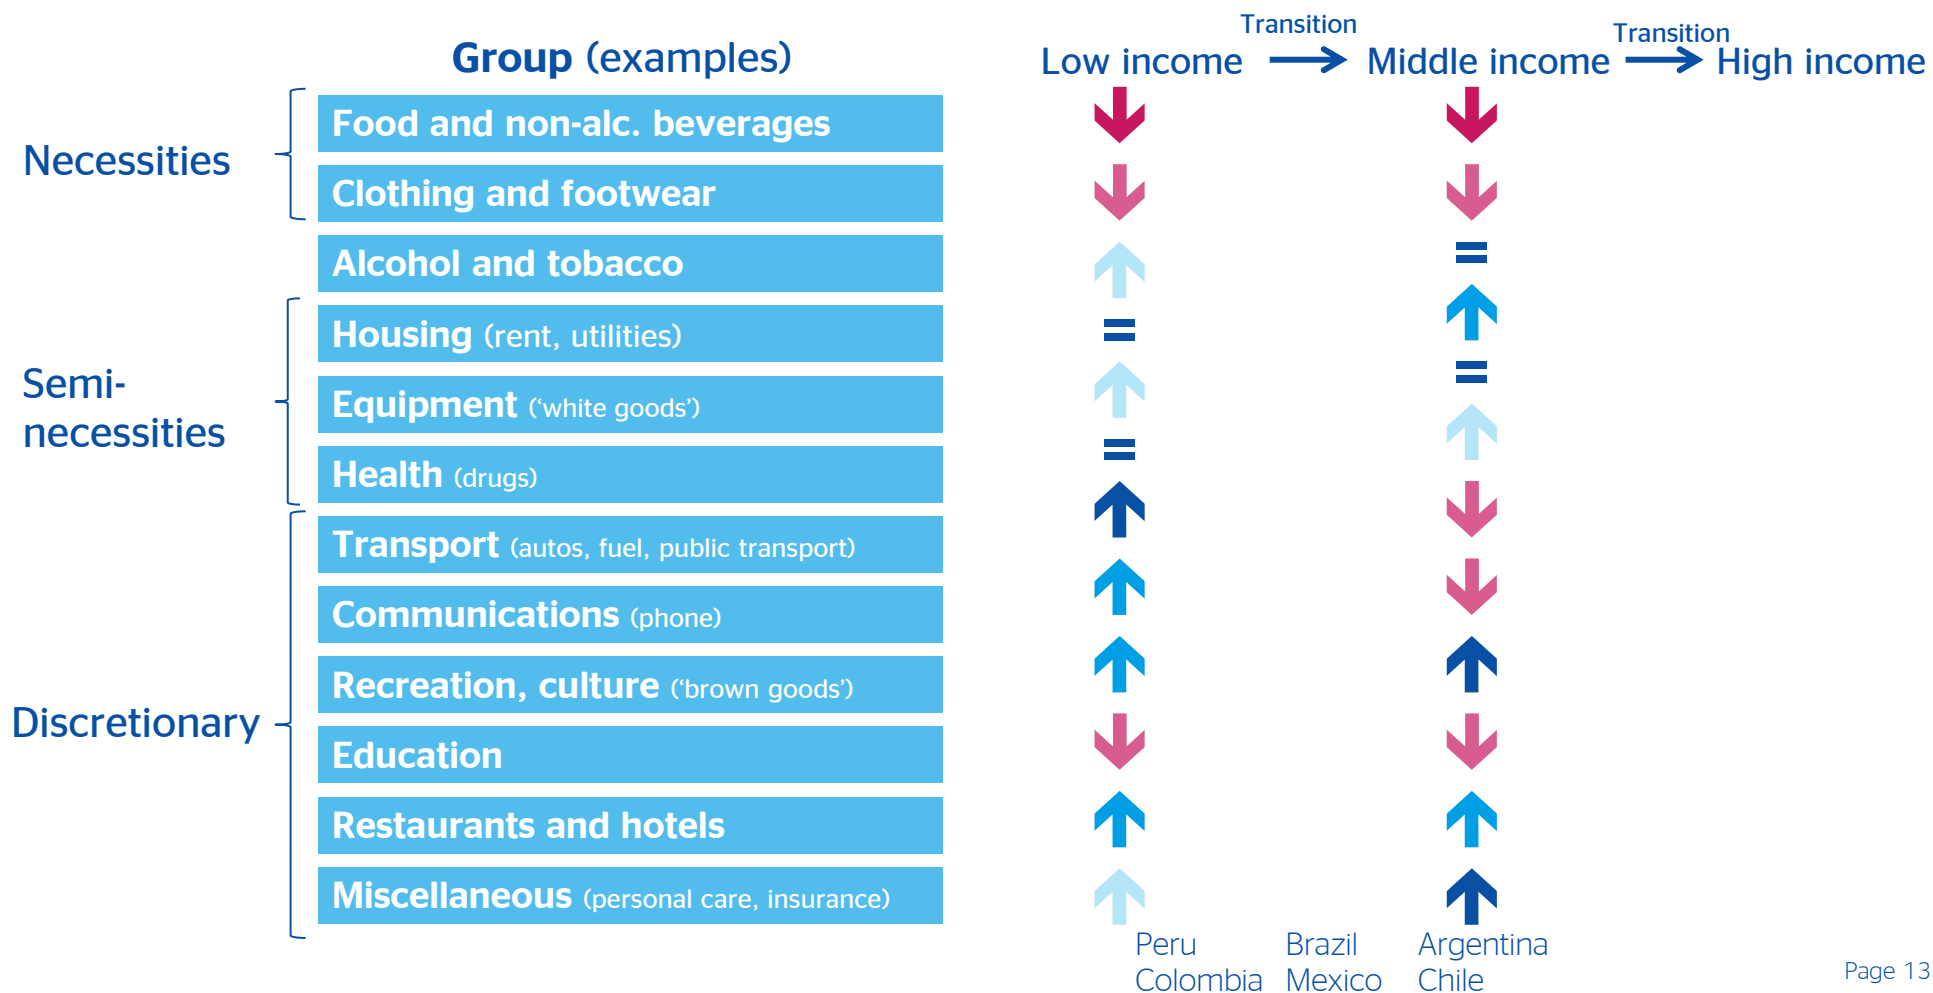 Group (examples)
Low income
Transition
Middle income
Transition
High income
Necessities
Food and non-alc. beverages
Clothing and footwear
Alcohol and tobacco
=
Semi-
necessities
Housing (rent, utilities)
=
Equipment (‘white goods’)
=
Health (drugs)
=
Discretionary
Transport (autos, fuel, public transport)
Communications (phone)
Recreation, culture (‘brown goods’)
Education
Restaurants and hotels
Miscellaneous (personal care, insurance)
Peru
Colombia
Brazil
Mexico
Argentina
Chile
Page 13